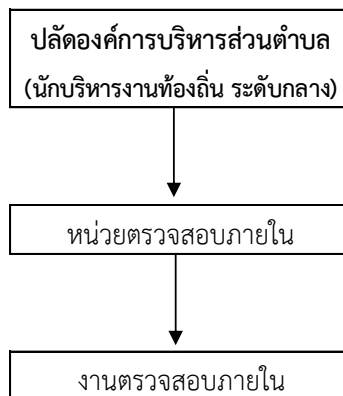 ปลัดองค์การบริหารส่วนตำบล
(นักบริหารงานท้องถิ่น ระดับกลาง)
หน่วยตรวจสอบภายใน
งานตรวจสอบภายใน